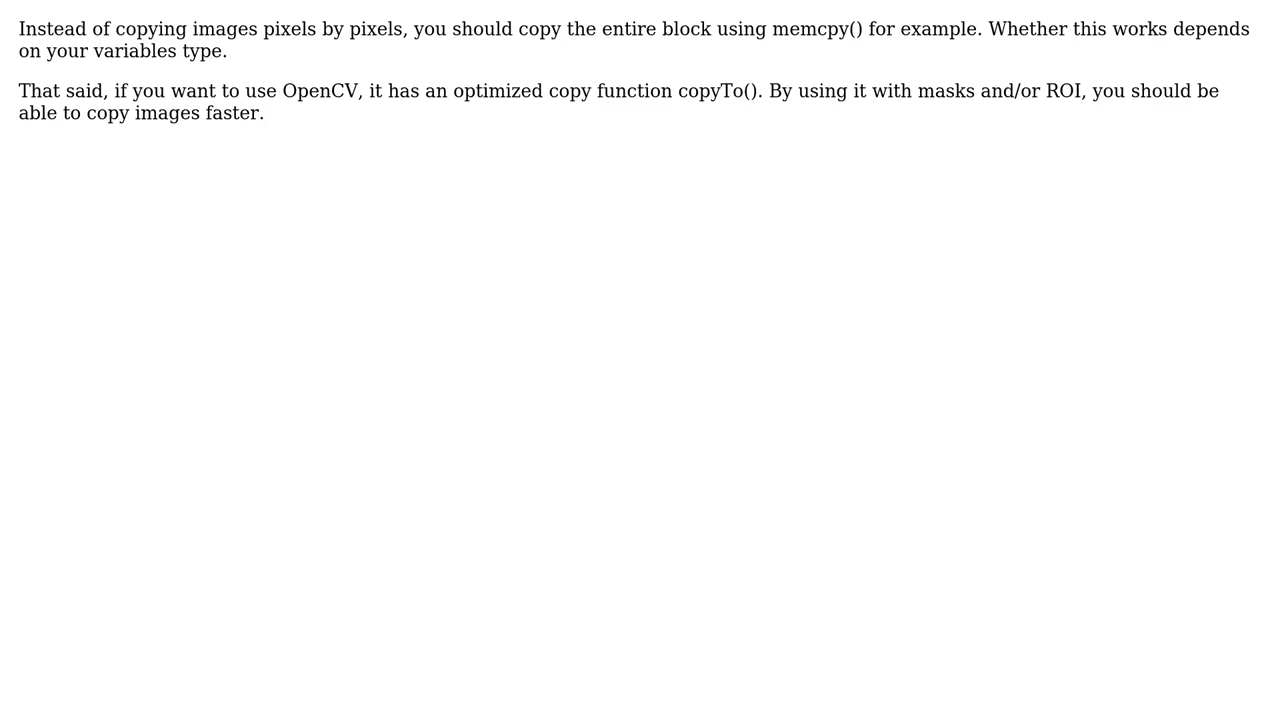 Instead of copying images pixels by pixels, you should copy the entire block using memcpy() for example. Whether this works depends
on your variables type.
That said, if you want to use OpenCV, it has an optimized copy function copyTo(). By using it with masks and/or ROI, you should be
able to copy images faster.